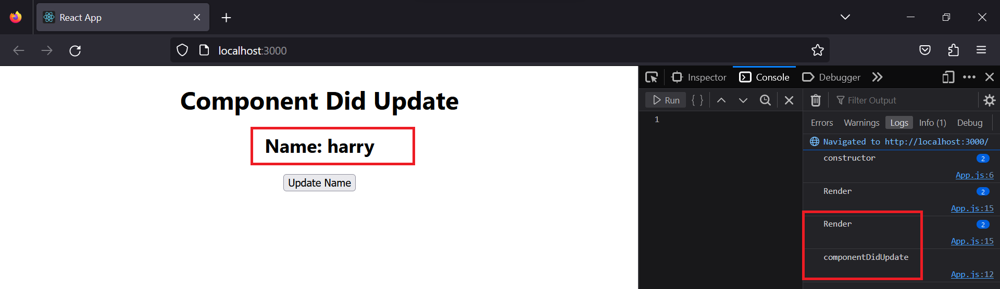 React App
localhost:3000
Component Did Update
Name: harry
Update Name
Inspector
Console
Debugger
Run
{ }
Filter Output
1
Errors Warnings Logs Info (1) Debug
Navigated to http://localhost:3000/
constructor 2
App.js:6
Render 2
App.js:15
Render 2
App.js:15
componentDidUpdate
App.js:12